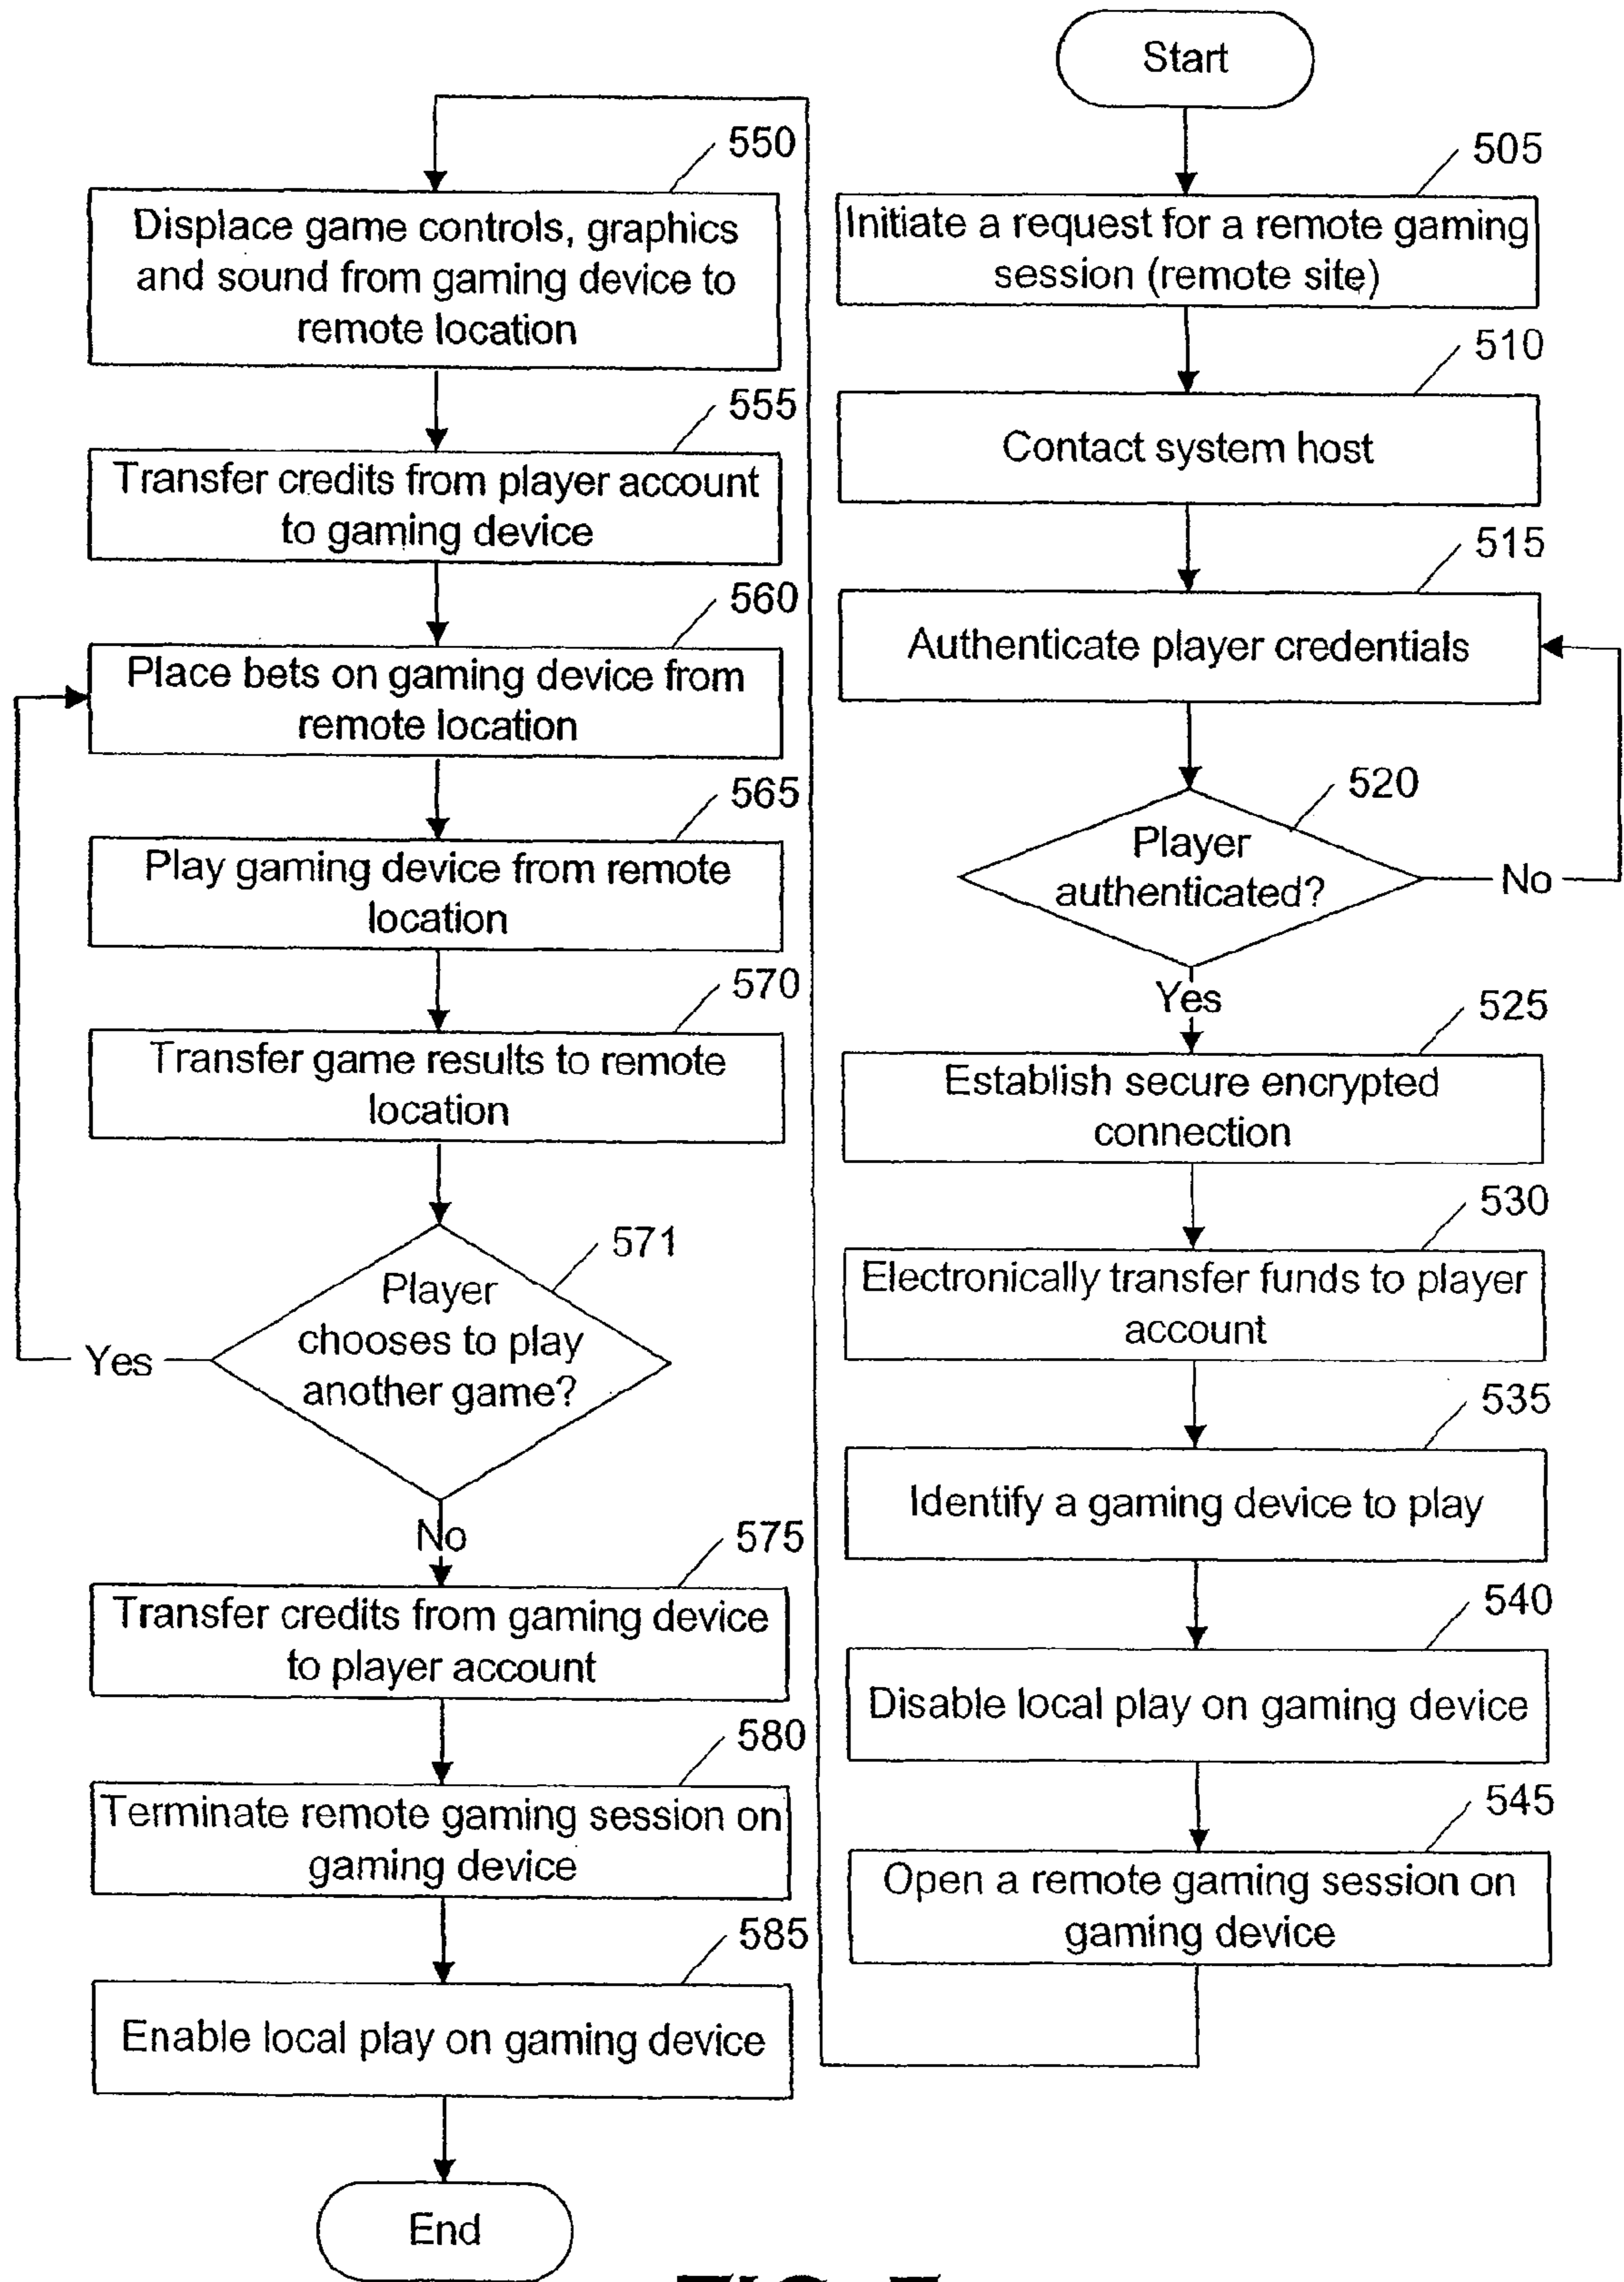 Start
505
Initiate a request for a remote gaming
session (remote site)
510
Contact system host
515
Authenticate player credentials
520
Player
authenticated?
No
Yes
525
Establish secure encrypted
connection
530
Electronically transfer funds to player
account
535
Identify a gaming device to play
540
Disable local play on gaming device
545
Open a remote gaming session on
gaming device
550
Displace game controls, graphics
and sound from gaming device to
remote location
555
Transfer credits from player account
to gaming device
560
Place bets on gaming device from
remote location
565
Play gaming device from remote
location
570
Transfer game results to remote
location
571
Player
chooses to play
another game?
Yes
No
575
Transfer credits from gaming device
to player account
580
Terminate remote gaming session on
gaming device
585
Enable local play on gaming device
End